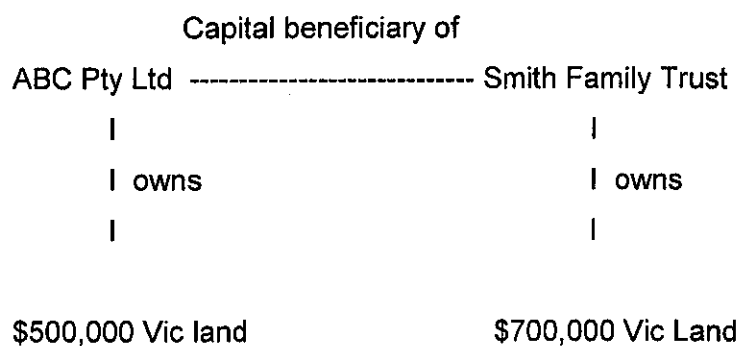 Capital beneficiary of
ABC Pty Ltd ----------------------------- Smith Family Trust
I I
I owns I owns
I I
$500,000 Vic land $700,000 Vic Land